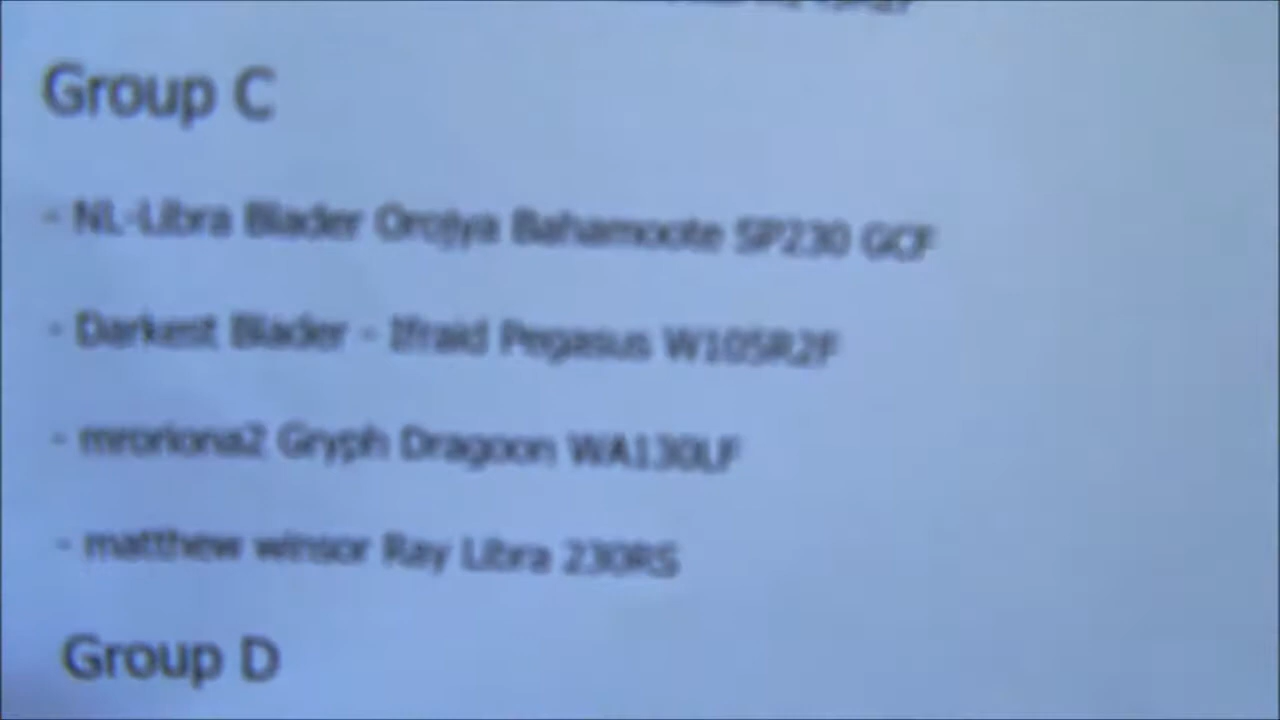 Group C
- NL-Libra Blader Orojya Bahamoote SP230 GCF
- Darkest Blader - Ifraid Pegasus W105R2F
- mroriona2 Gryph Dragoon WA130LF
- matthew winsor Ray Libra 230RS
Group D